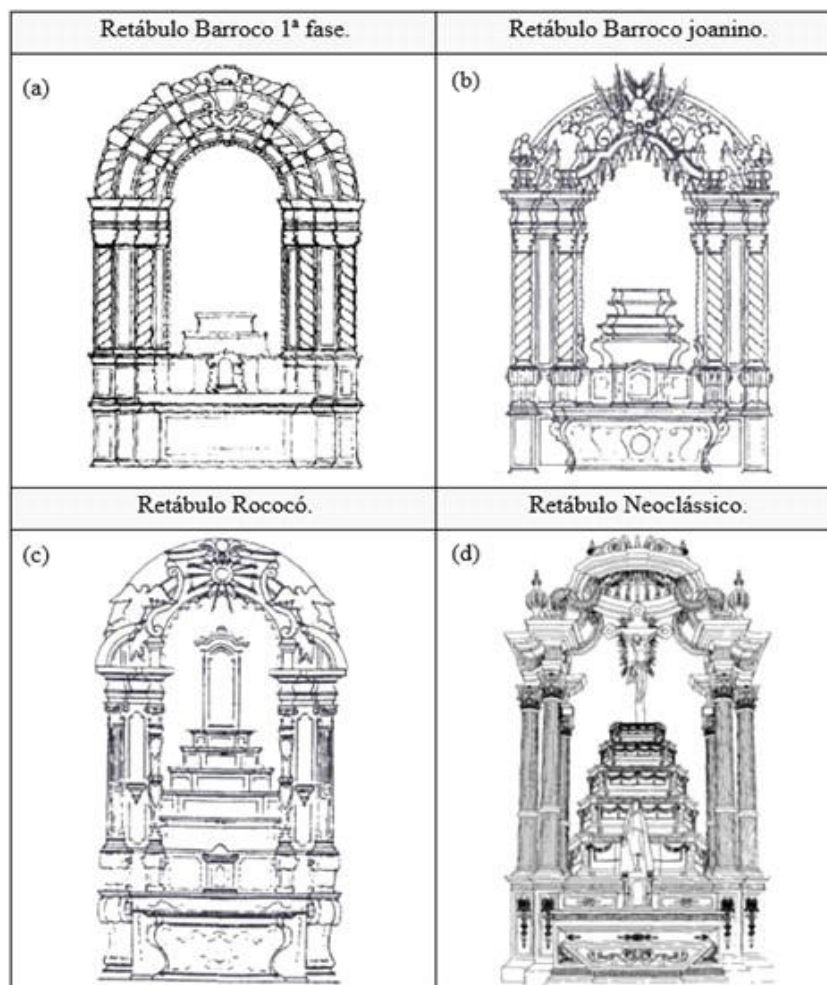 Retábulo Barroco 1ª fase.
Retábulo Barroco joanino.
(a)
(b)
Retábulo Rococó.
Retábulo Neoclássico.
(c)
(d)